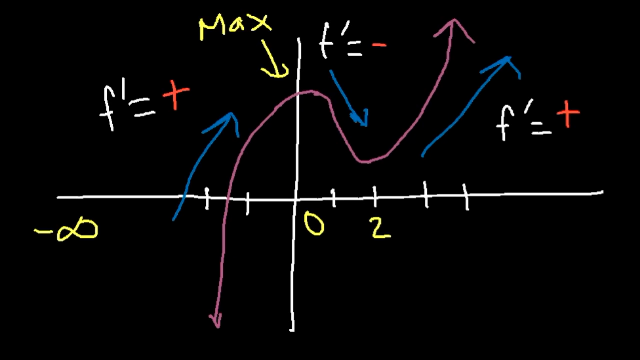 Max
f'= -
f'= +
f'= +
-∞
0
2